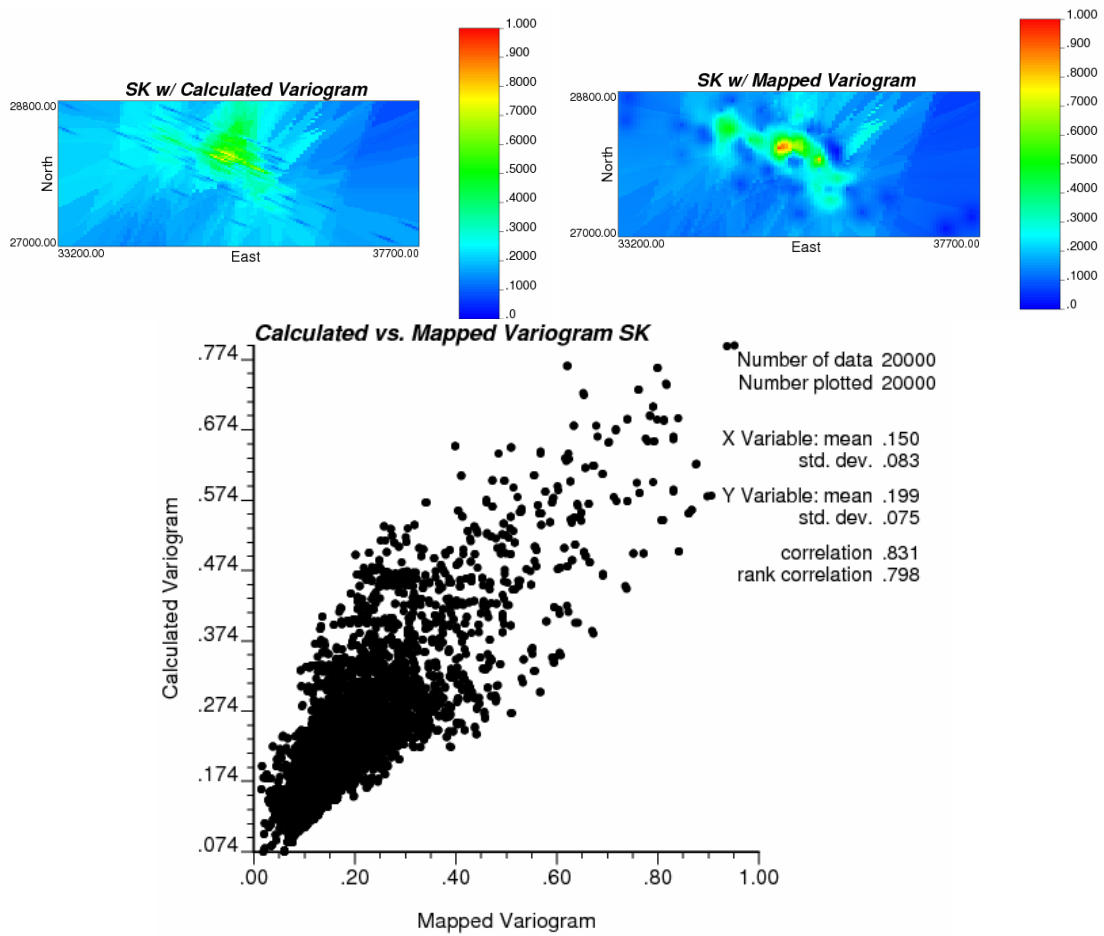 SK w/ Calculated Variogram
28800.00
North
27000.00
33200.00
East
37700.00
1.000
.900
.8000
.7000
.6000
.5000
.4000
.3000
.2000
.1000
.0
SK w/ Mapped Variogram
28800.00
North
27000.00
33200.00
East
37700.00
1.000
.900
.8000
.7000
.6000
.5000
.4000
.3000
.2000
.1000
.0
Calculated vs. Mapped Variogram SK
Calculated Variogram
.774
.674
.574
.474
.374
.274
.174
.074
.00
.20
.40
.60
.80
1.00
Mapped Variogram
Number of data 20000
Number plotted 20000
X Variable: mean .150
std. dev. .083
Y Variable: mean .199
std. dev. .075
correlation .831
rank correlation .798